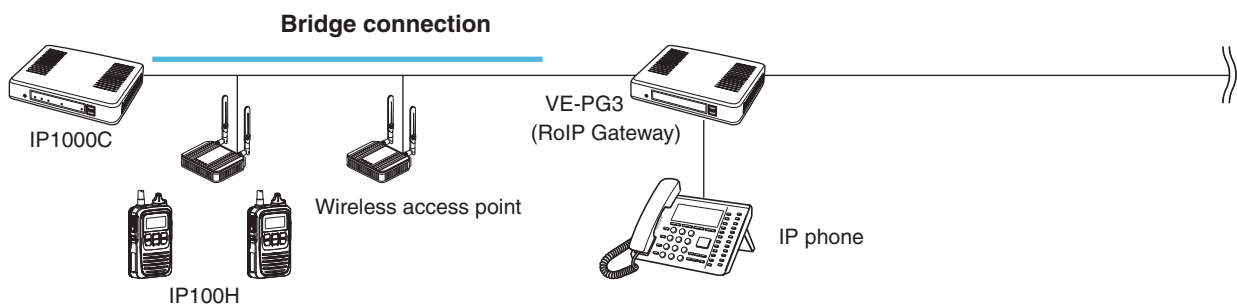 Bridge connection
IP1000C
VE-PG3
(RoIP Gateway)
Wireless access point
IP phone
IP100H